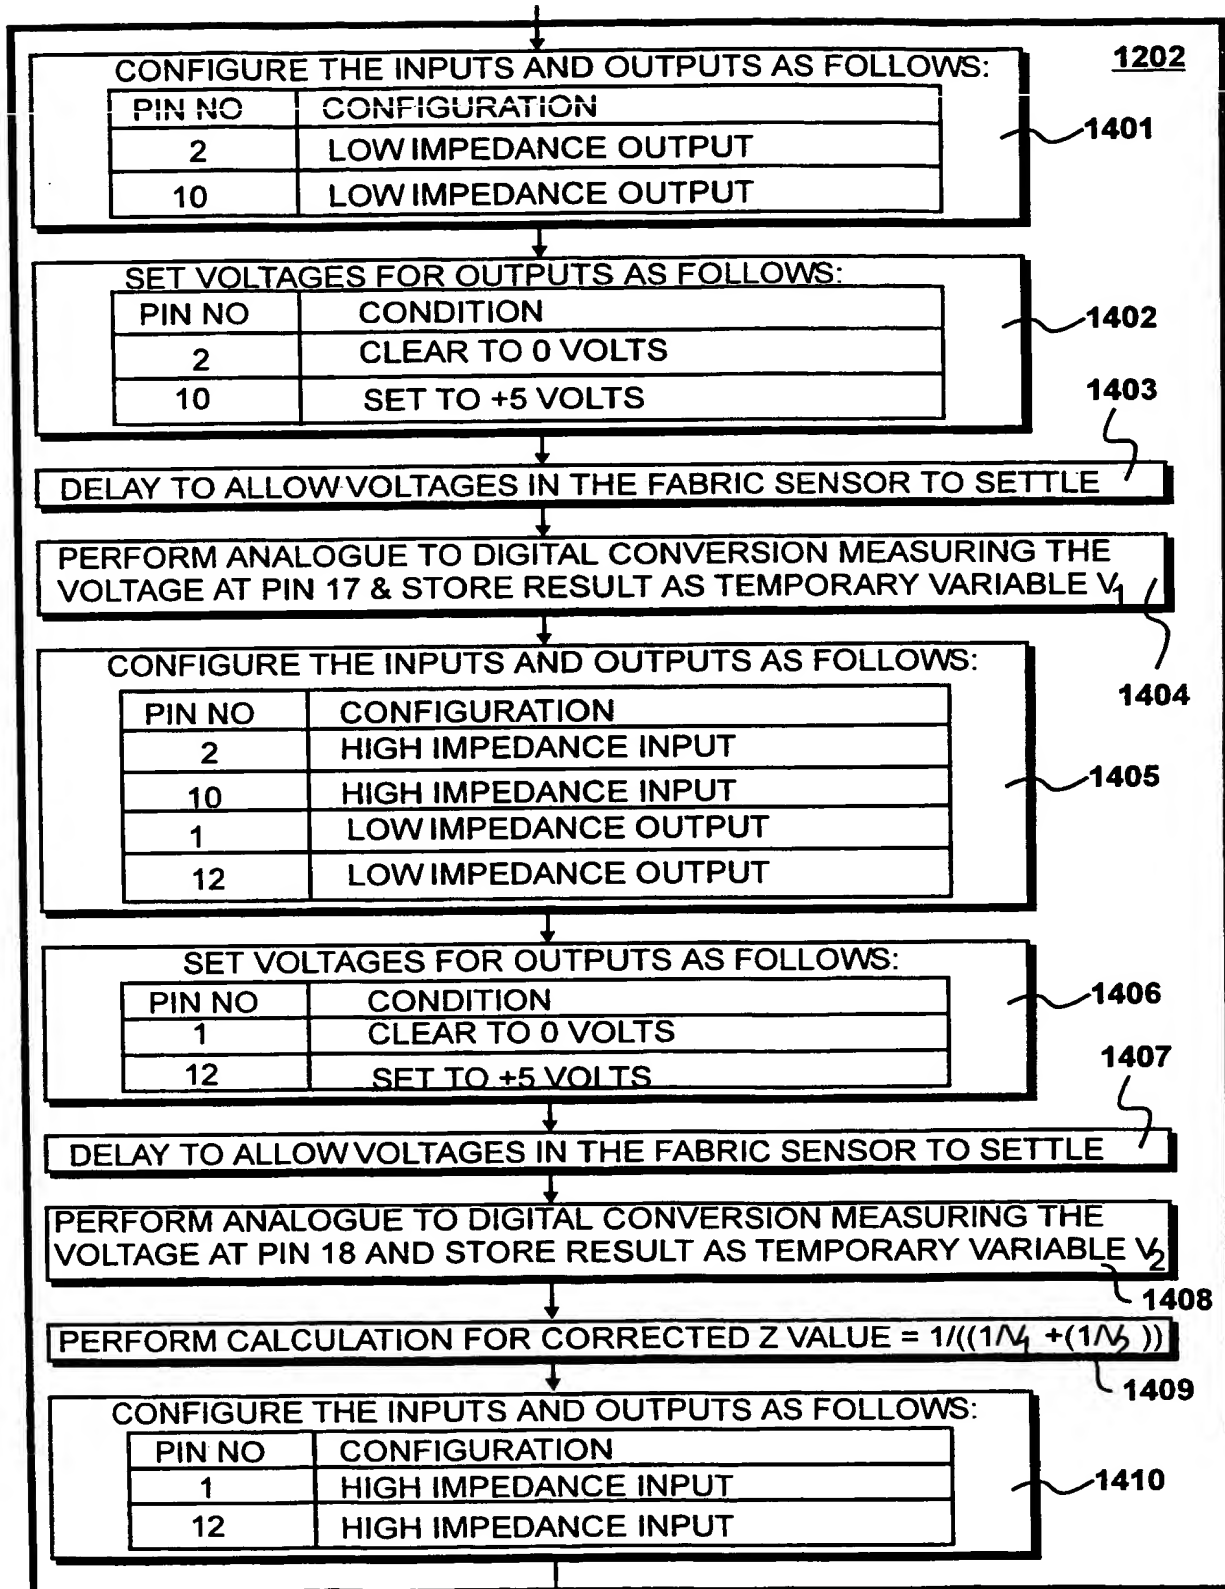 CONFIGURE THE INPUTS AND OUTPUTS AS FOLLOWS:
1202
PIN NO CONFIGURATION
2 LOW IMPEDANCE OUTPUT
1401
10 LOW IMPEDANCE OUTPUT
SET VOLTAGES FOR OUTPUTS AS FOLLOWS:
PIN NO CONDITION
1402
2 CLEAR TO 0 VOLTS
10 SET TO +5 VOLTS
1403
DELAY TO ALLOW VOLTAGES IN THE FABRIC SENSOR TO SETTLE
PERFORM ANALOGUE TO DIGITAL CONVERSION MEASURING THE
VOLTAGE AT PIN 17 & STORE RESULT AS TEMPORARY VARIABLE V1
1404
CONFIGURE THE INPUTS AND OUTPUTS AS FOLLOWS:
PIN NO CONFIGURATION
2 HIGH IMPEDANCE INPUT
1405
10 HIGH IMPEDANCE INPUT
1 LOW IMPEDANCE OUTPUT
12 LOW IMPEDANCE OUTPUT
SET VOLTAGES FOR OUTPUTS AS FOLLOWS:
PIN NO CONDITION
1406
1 CLEAR TO 0 VOLTS
12 SET TO +5 VOLTS
1407
DELAY TO ALLOW VOLTAGES IN THE FABRIC SENSOR TO SETTLE
PERFORM ANALOGUE TO DIGITAL CONVERSION MEASURING THE
VOLTAGE AT PIN 18 AND STORE RESULT AS TEMPORARY VARIABLE V2
1408
PERFORM CALCULATION FOR CORRECTED Z VALUE = 1/((1/V1 +(1/V2 ))
1409
CONFIGURE THE INPUTS AND OUTPUTS AS FOLLOWS:
PIN NO CONFIGURATION
1 HIGH IMPEDANCE INPUT
1410
12 HIGH IMPEDANCE INPUT